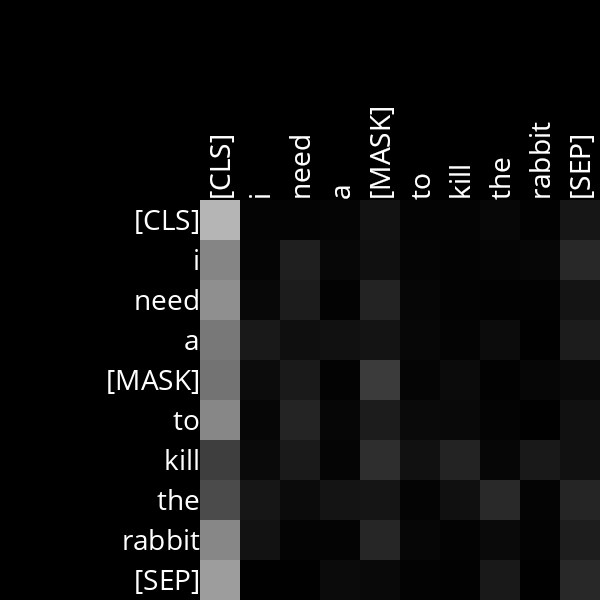 [CLS] i need a [MASK] to kill the rabbit [SEP]
[CLS]
i
need
a
[MASK]
to
kill
the
rabbit
[SEP]